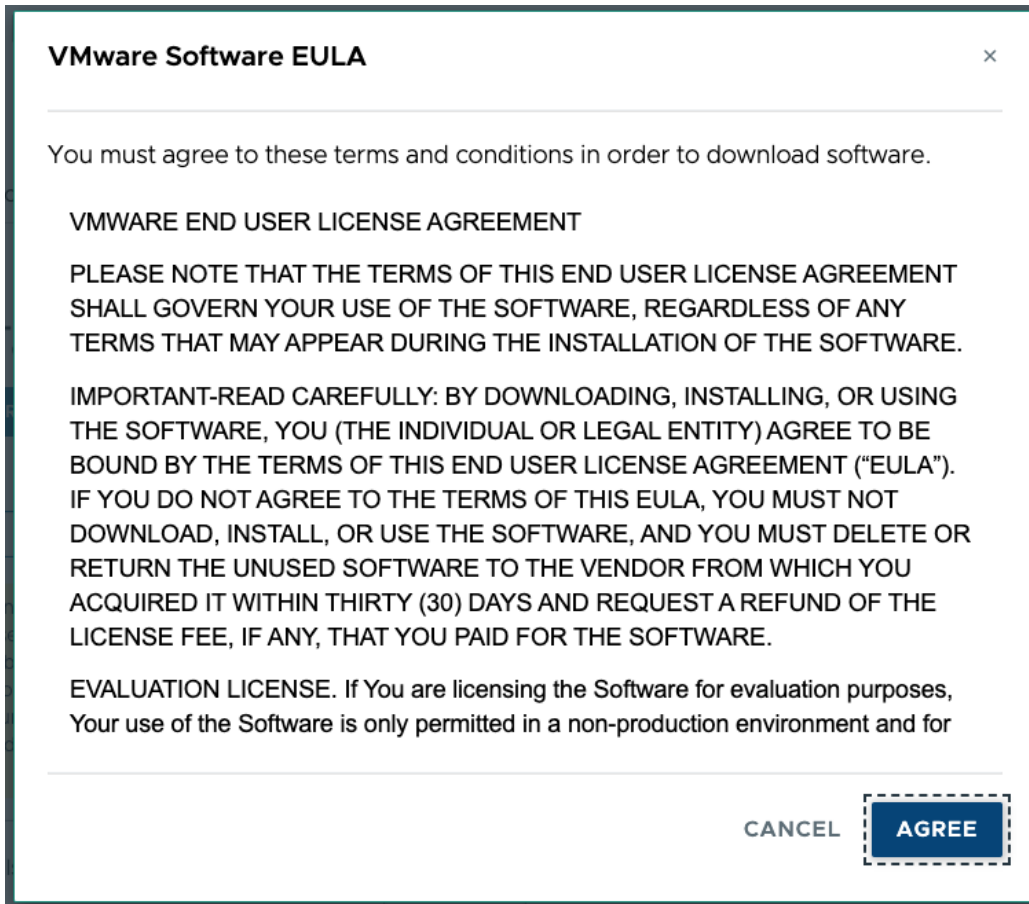 VMware Software EULA
×
You must agree to these terms and conditions in order to download software.
VMWARE END USER LICENSE AGREEMENT
PLEASE NOTE THAT THE TERMS OF THIS END USER LICENSE AGREEMENT
SHALL GOVERN YOUR USE OF THE SOFTWARE, REGARDLESS OF ANY
TERMS THAT MAY APPEAR DURING THE INSTALLATION OF THE SOFTWARE.
IMPORTANT-READ CAREFULLY: BY DOWNLOADING, INSTALLING, OR USING
THE SOFTWARE, YOU (THE INDIVIDUAL OR LEGAL ENTITY) AGREE TO BE
BOUND BY THE TERMS OF THIS END USER LICENSE AGREEMENT (“EULA”).
IF YOU DO NOT AGREE TO THE TERMS OF THIS EULA, YOU MUST NOT
DOWNLOAD, INSTALL, OR USE THE SOFTWARE, AND YOU MUST DELETE OR
RETURN THE UNUSED SOFTWARE TO THE VENDOR FROM WHICH YOU
ACQUIRED IT WITHIN THIRTY (30) DAYS AND REQUEST A REFUND OF THE
LICENSE FEE, IF ANY, THAT YOU PAID FOR THE SOFTWARE.
EVALUATION LICENSE. If You are licensing the Software for evaluation purposes,
Your use of the Software is only permitted in a non-production environment and for
CANCEL AGREE